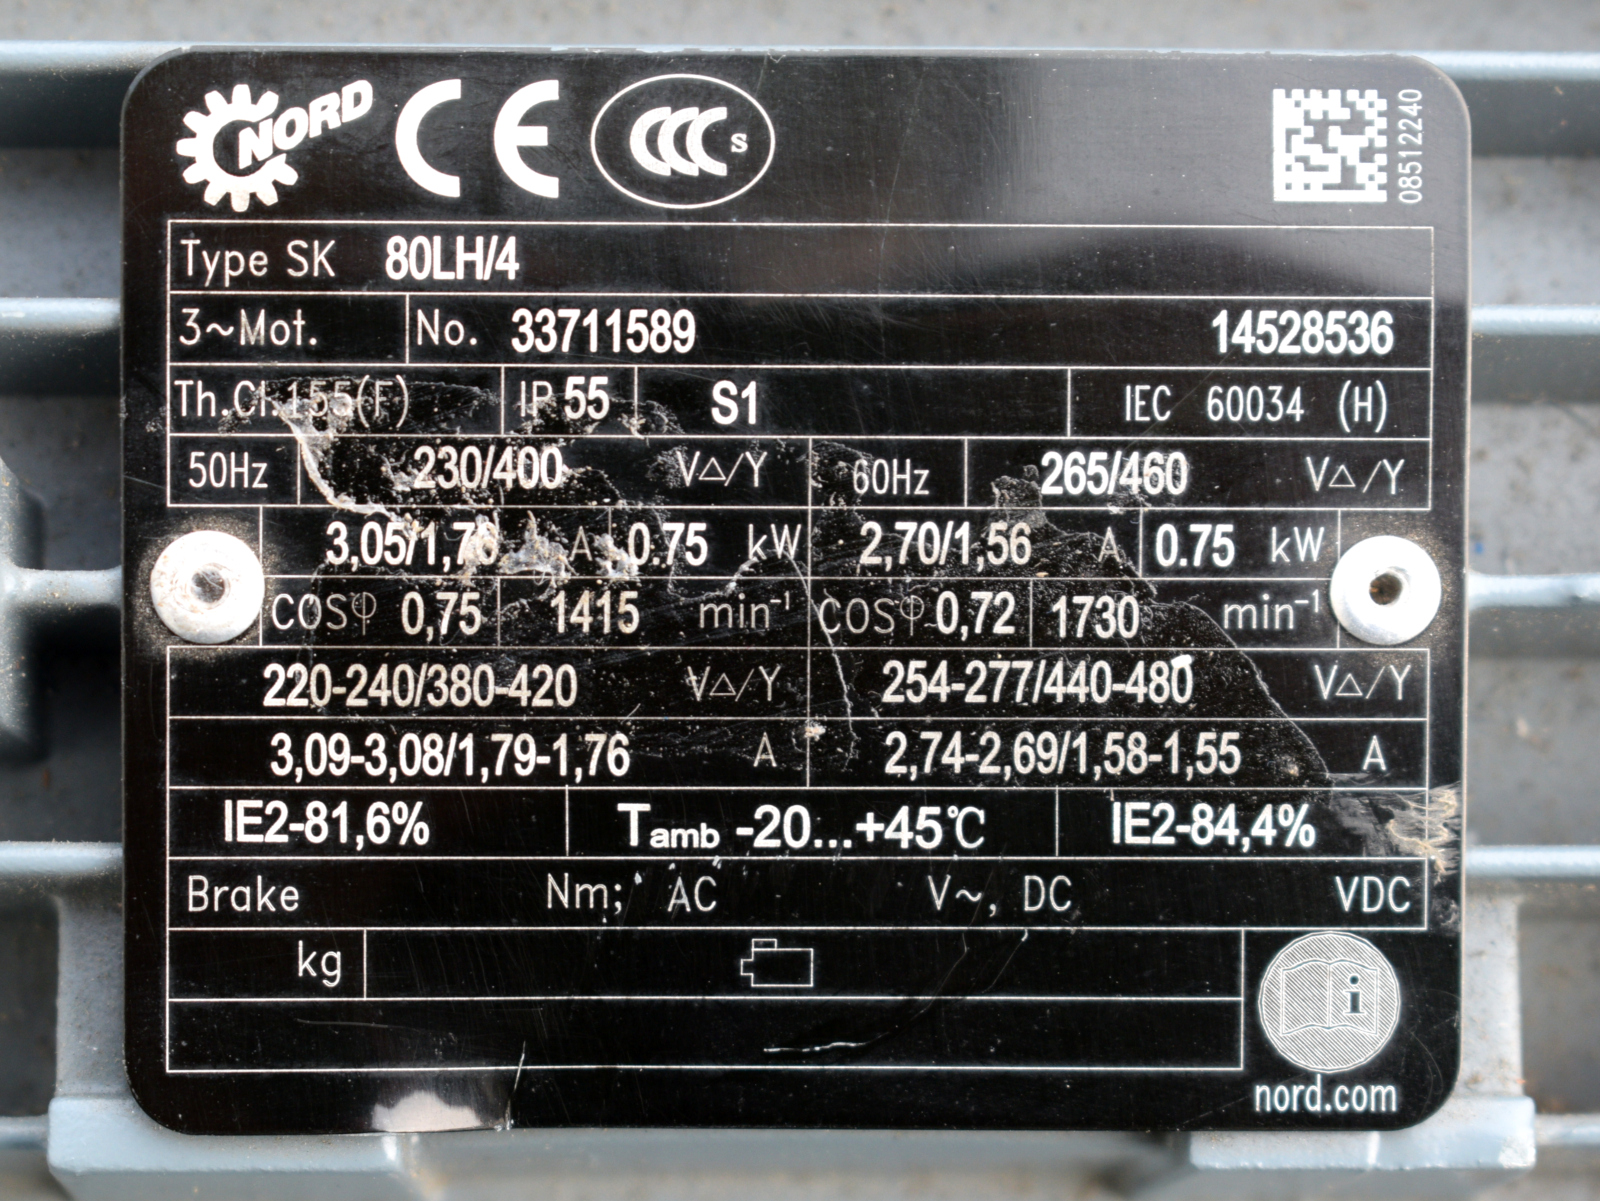 NORD CE CCC S
08512240
Type SK 80LH/4
3~Mot. No. 33711589 14528536
Th.Cl.155(F) IP 55 S1 IEC 60034 (H)
50Hz 230/400 V△/Y 60Hz 265/460 V△/Y
3,05/1,76 A 0.75 kW 2,70/1,56 A 0.75 kW
COSφ 0,75 1415 min⁻¹ COSφ 0,72 1730 min⁻¹
220-240/380-420 V△/Y 254-277/440-480 V△/Y
3,09-3,08/1,79-1,76 A 2,74-2,69/1,58-1,55 A
IE2-81,6% Tamb -20...+45℃ IE2-84,4%
Brake Nm; AC V~, DC VDC
kg
i
nord.com